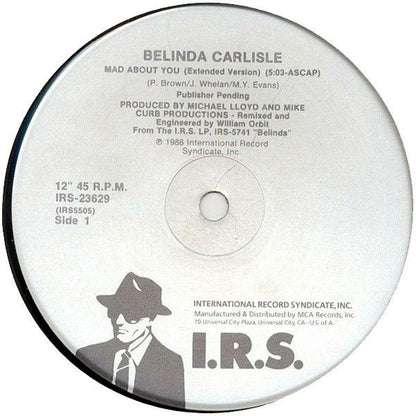 BELINDA CARLISLE
MAD ABOUT YOU (Extended Version) (5:03-ASCAP)
(P. Brown/J. Whelan/M.Y. Evans)
Publisher Pending
PRODUCED BY MICHAEL LLOYD AND MIKE
CURB PRODUCTIONS - Remixed and
Engineered by William Orbit
From The I.R.S. LP, IRS-5741 "Belinda"
℗ 1986 International Record
Syndicate, Inc.
12" 45 R.P.M.
IRS-23629
(IRS5505)
Side 1
INTERNATIONAL RECORD SYNDICATE, INC.
Manufactured & Distributed by MCA Records, Inc.
70 Universal City Plaza, Universal City, CA - U.S. of A.
I.R.S.